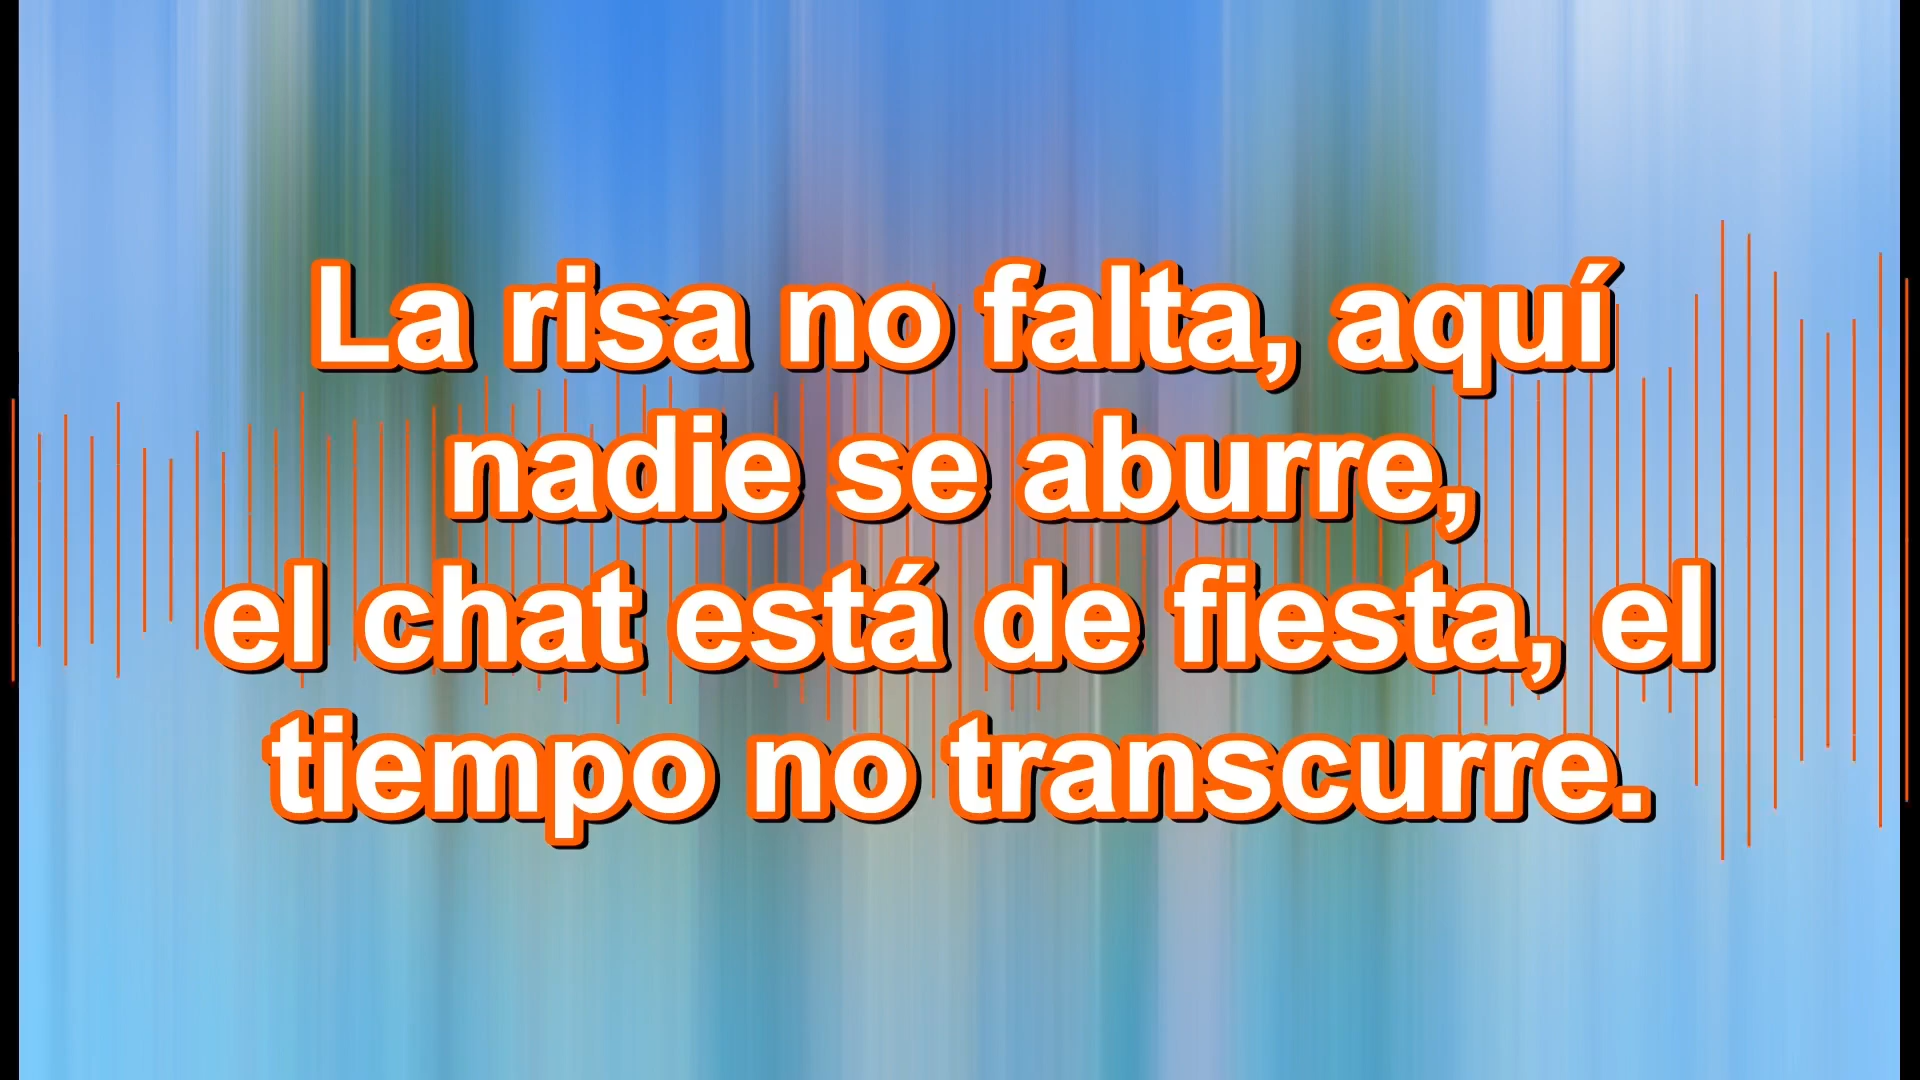 La risa no falta, aquí
nadie se aburre,
el chat está de fiesta, el
tiempo no transcurre.